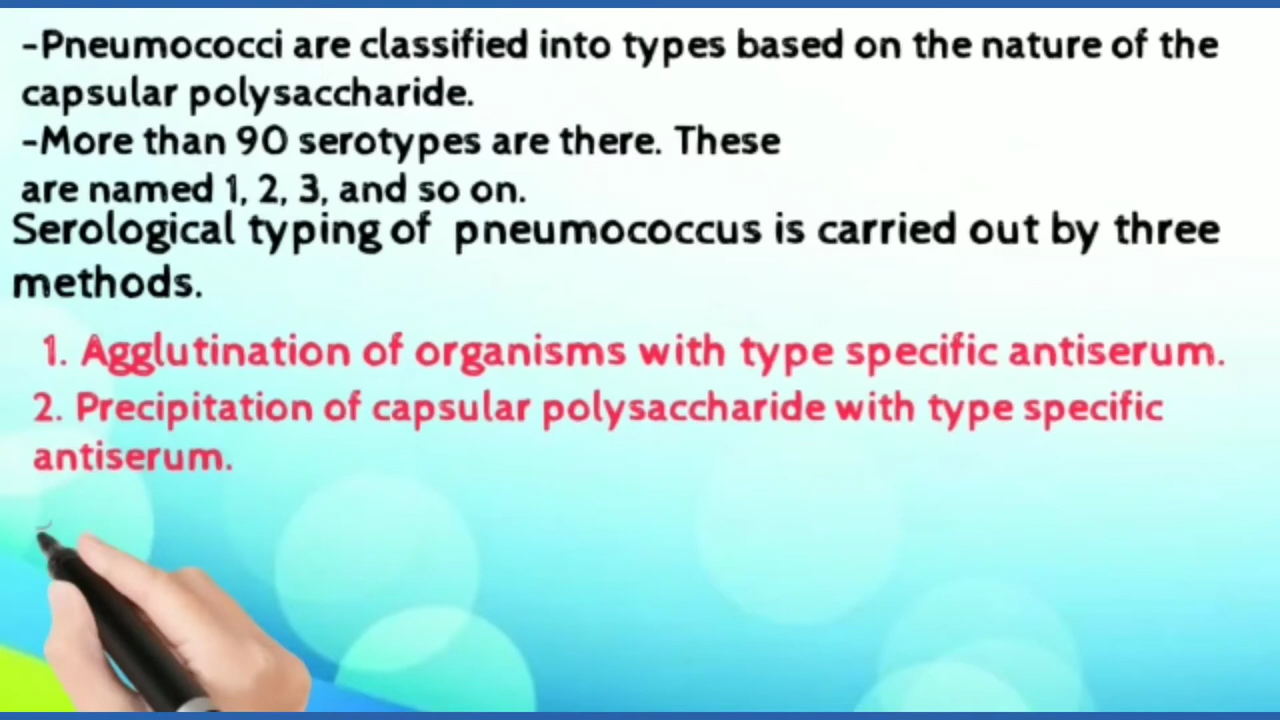 -Pneumococci are classified into types based on the nature of the
capsular polysaccharide.
-More than 90 serotypes are there. These
are named 1, 2, 3, and so on.
Serological typing of pneumococcus is carried out by three
methods.
1. Agglutination of organisms with type specific antiserum.
2. Precipitation of capsular polysaccharide with type specific
antiserum.